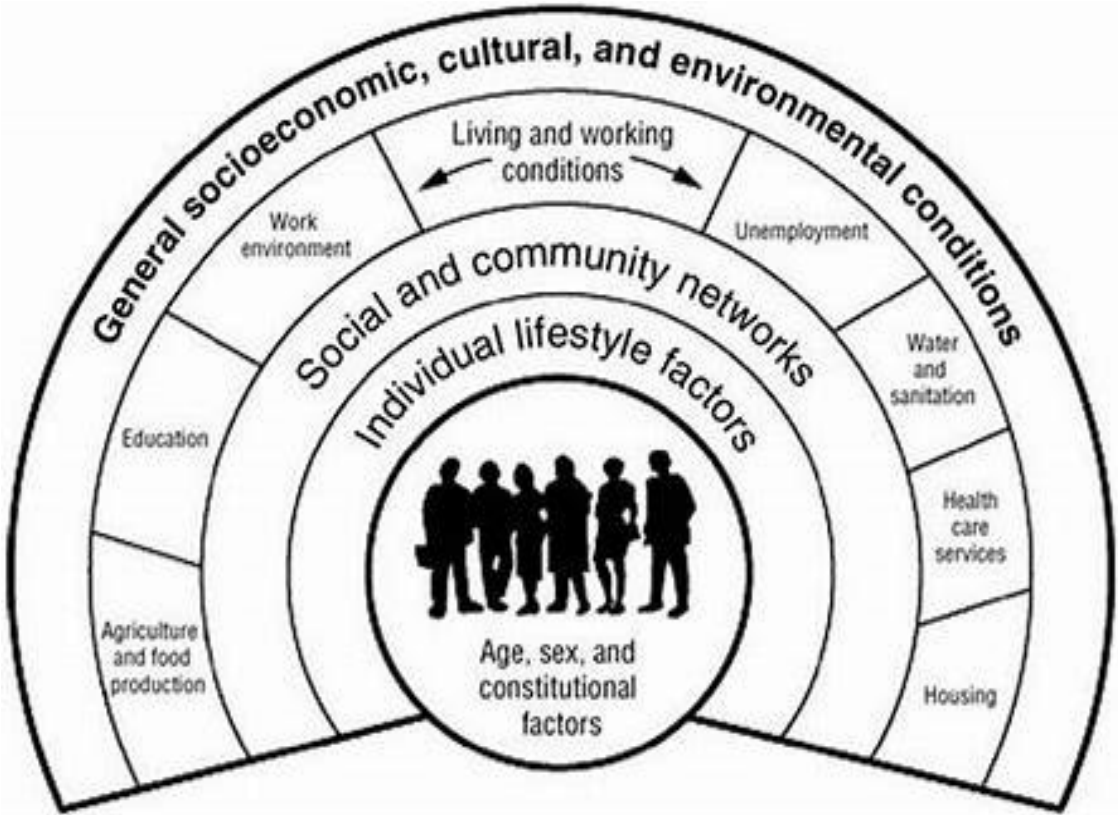 General socioeconomic, cultural, and environmental conditions
Living and working
conditions
Work
environment
Unemployment
Education
Water
and
sanitation
Agriculture
and food
production
Health
care
services
Housing
Social and community networks
Individual lifestyle factors
Age, sex, and
constitutional
factors